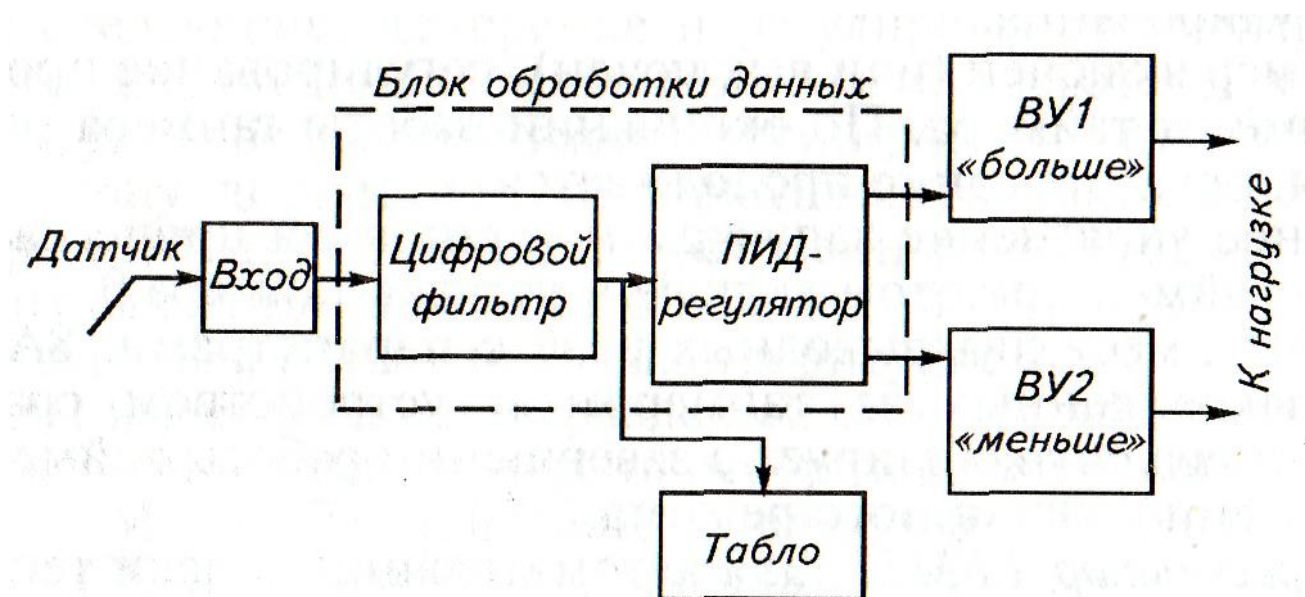 Блок обработки данных
ВУ1
«больше»
Датчик
Вход
Цифровой
фильтр
ПИД-
регулятор
ВУ2
«меньше»
К нагрузке
Табло